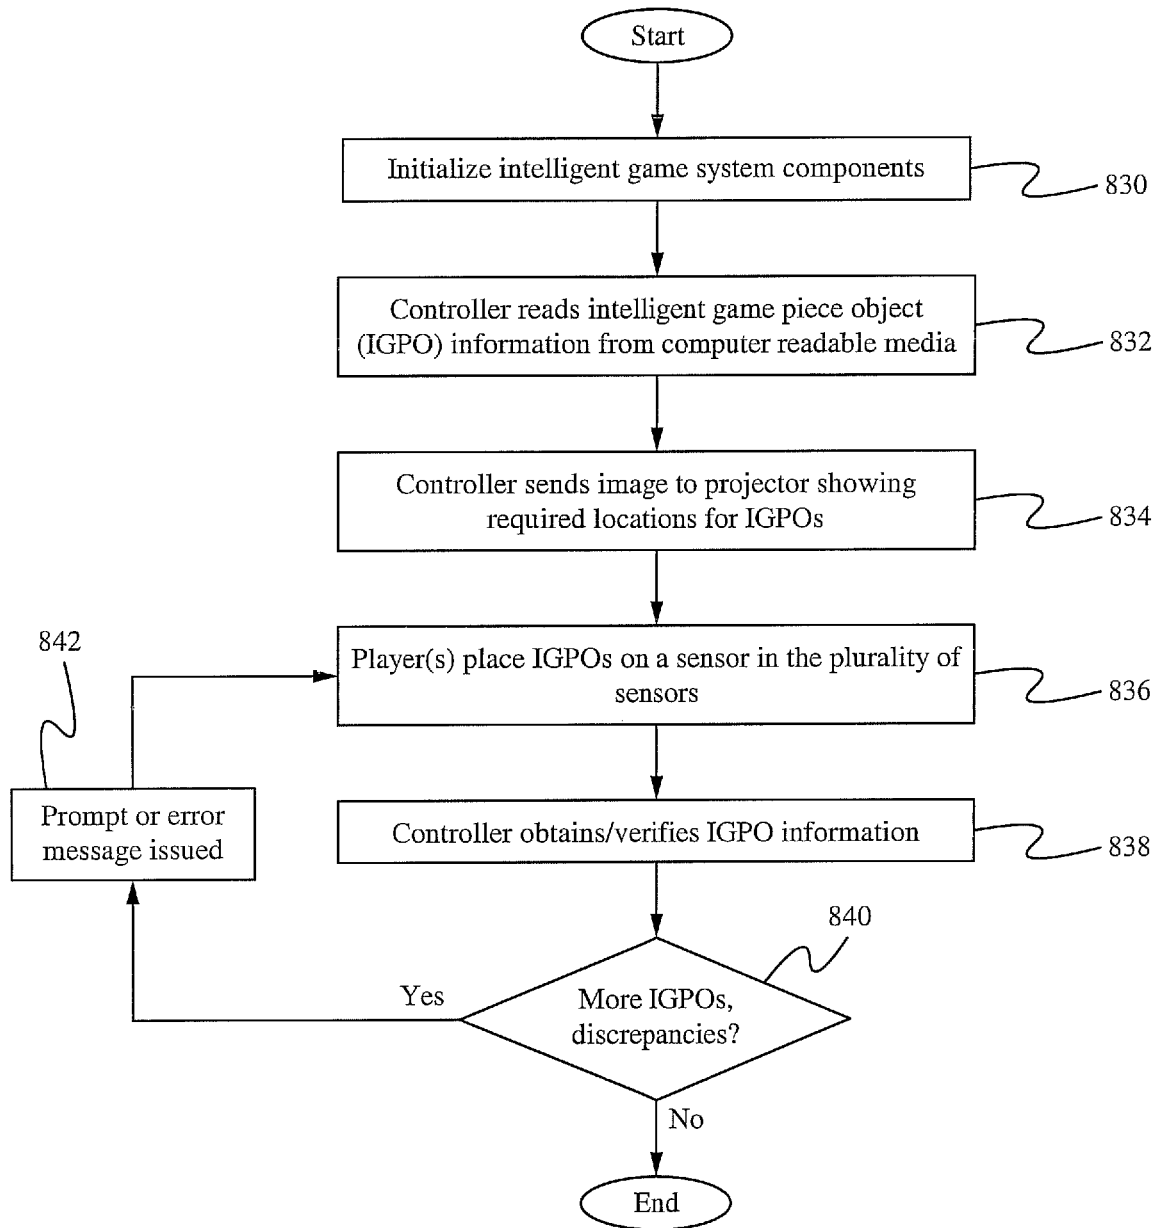 Start
Initialize intelligent game system components
830
Controller reads intelligent game piece object
(IGPO) information from computer readable media
832
Controller sends image to projector showing
required locations for IGPOs
834
842
Player(s) place IGPOs on a sensor in the plurality of
sensors
836
Prompt or error
message issued
Controller obtains/verifies IGPO information
838
840
Yes
More IGPOs,
discrepancies?
No
End